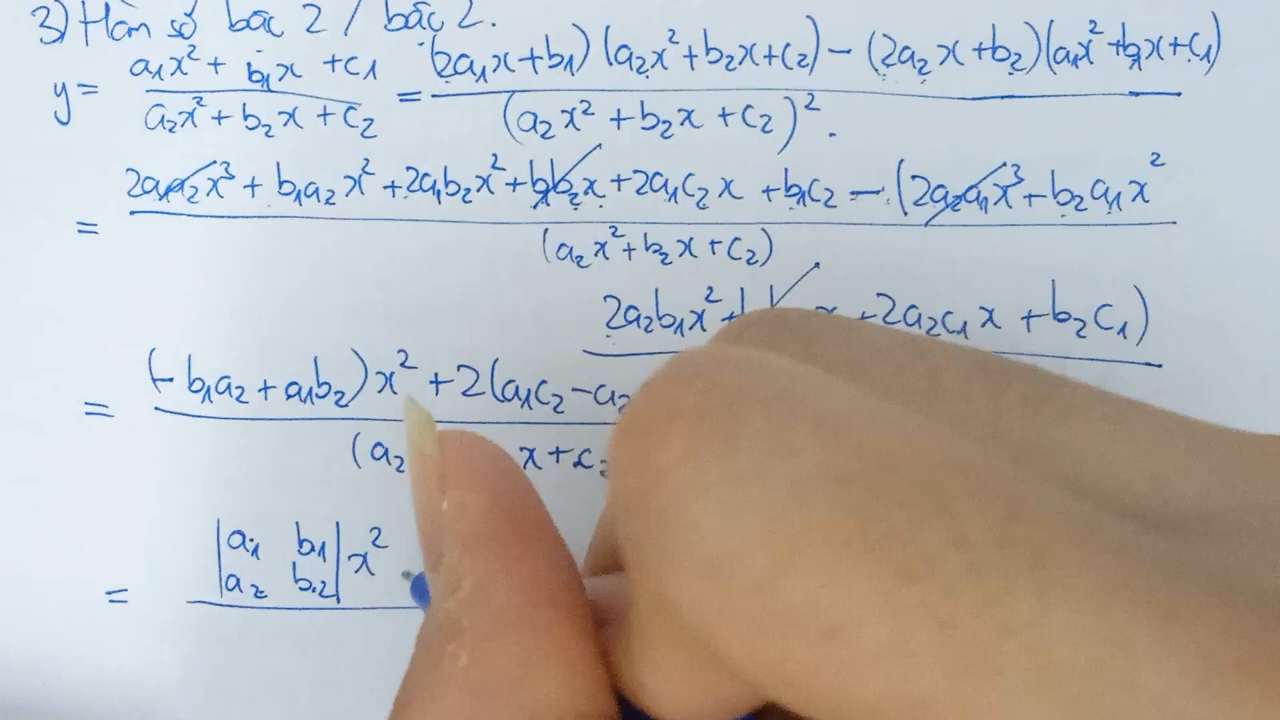 3) Hàm số bậc 2 / bậc 2.
y = (a₁x² + b₁x + c₁)/(a₂x² + b₂x + c₂) = ((2a₁x + b₁)(a₂x² + b₂x + c₂) − (2a₂x + b₂)(a₁x² + b₁x + c₁))/(a₂x² + b₂x + c₂)².
= 2a₁a₂x³ + b₁a₂x² + 2a₁b₂x² + b₁b₂x + 2a₁c₂x + b₁c₂ − (2a₂a₁x³ + b₂a₁x²
(a₂x² + b₂x + c₂)
2a₂b₁x² + x + 2a₂c₁x + b₂c₁)
= (− b₁a₂ + a₁b₂)x² + 2(a₁c₂ − a₂
(a₂ x + c₂
= |a₁ b₁| x²
|a₂ b₂|